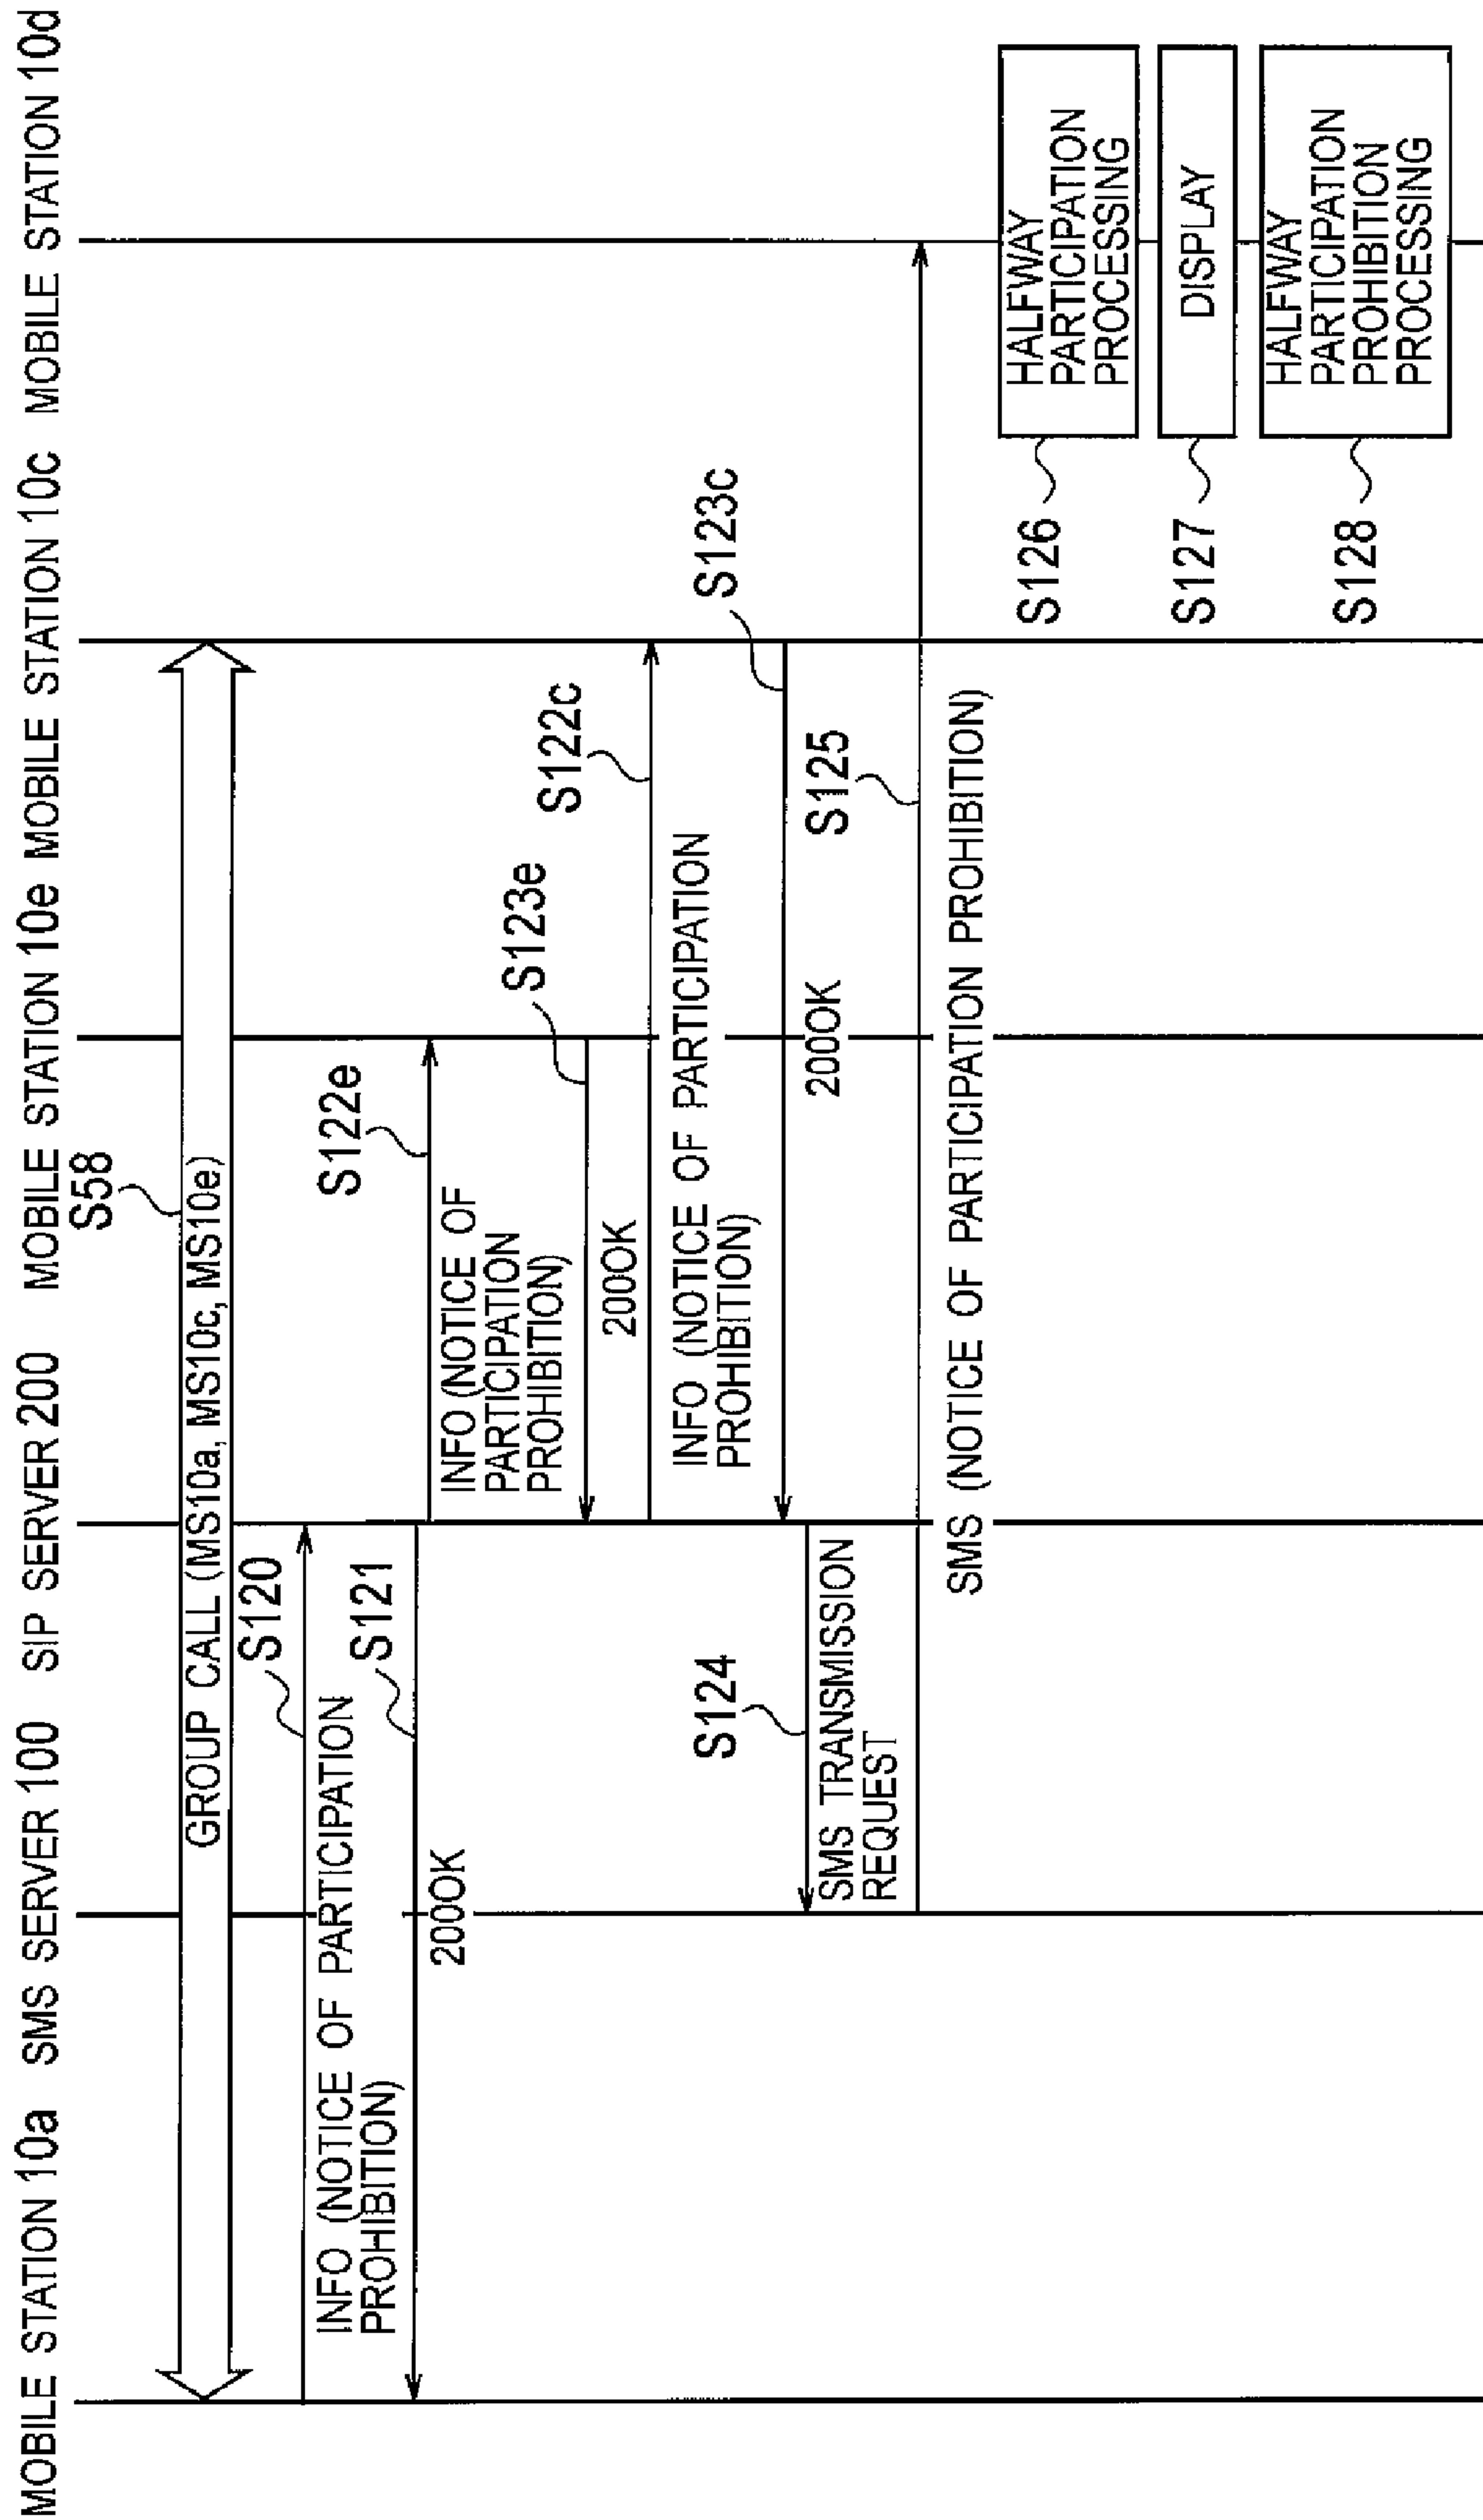 MOBILE STATION 10a
SMS SERVER 100
SIP SERVER 200
MOBILE STATION 10e
MOBILE STATION 10c
MOBILE STATION 10d
S58
GROUP CALL (MS10a, MS10c, MS10e)
S120
INFO (NOTICE OF PARTICIPATION
PROHIBITION)
S121
200OK
S122e
INFO (NOTICE OF
PARTICIPATION
PROHIBITION)
S123e
200OK
S122c
INFO (NOTICE OF PARTICIPATION
PROHIBITION)
S123c
200OK
S124
SMS TRANSMISSION
REQUEST
S125
SMS (NOTICE OF PARTICIPATION PROHIBITION)
S126
HALFWAY
PARTICIPATION
PROCESSING
S127
DISPLAY
S128
HALFWAY
PARTICIPATION
PROHIBITION
PROCESSING